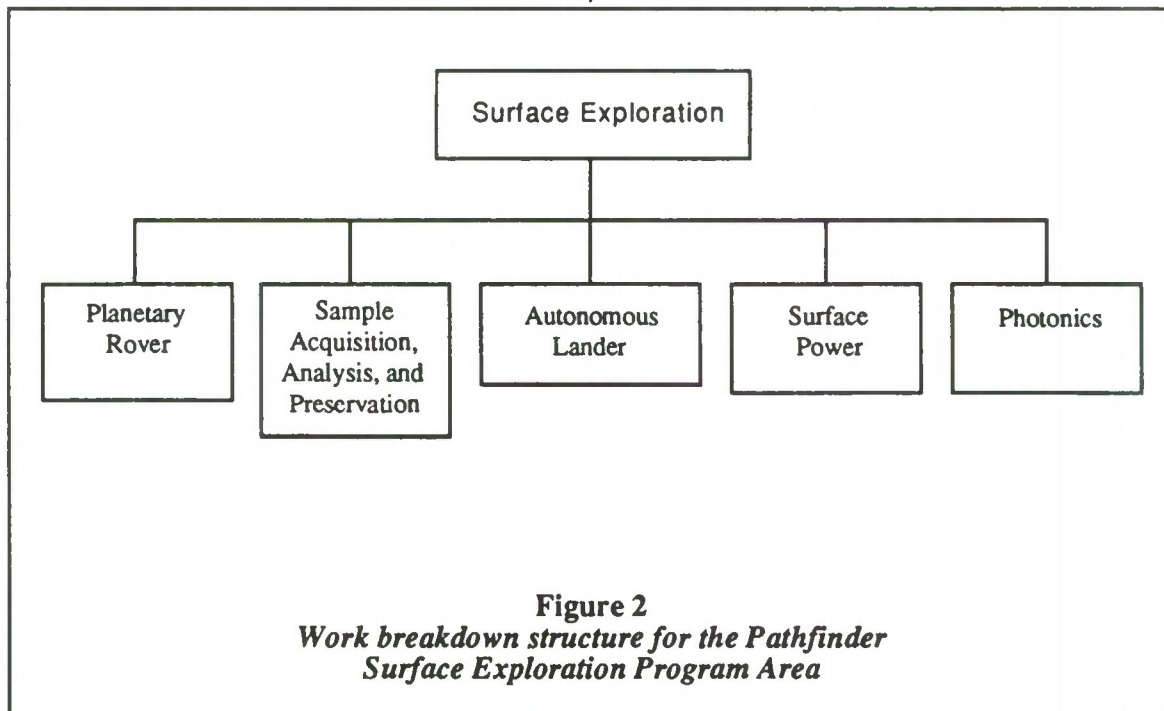 Surface Exploration
Planetary
Rover
Sample
Acquisition,
Analysis, and
Preservation
Autonomous
Lander
Surface
Power
Photonics
Figure 2
Work breakdown structure for the Pathfinder
Surface Exploration Program Area